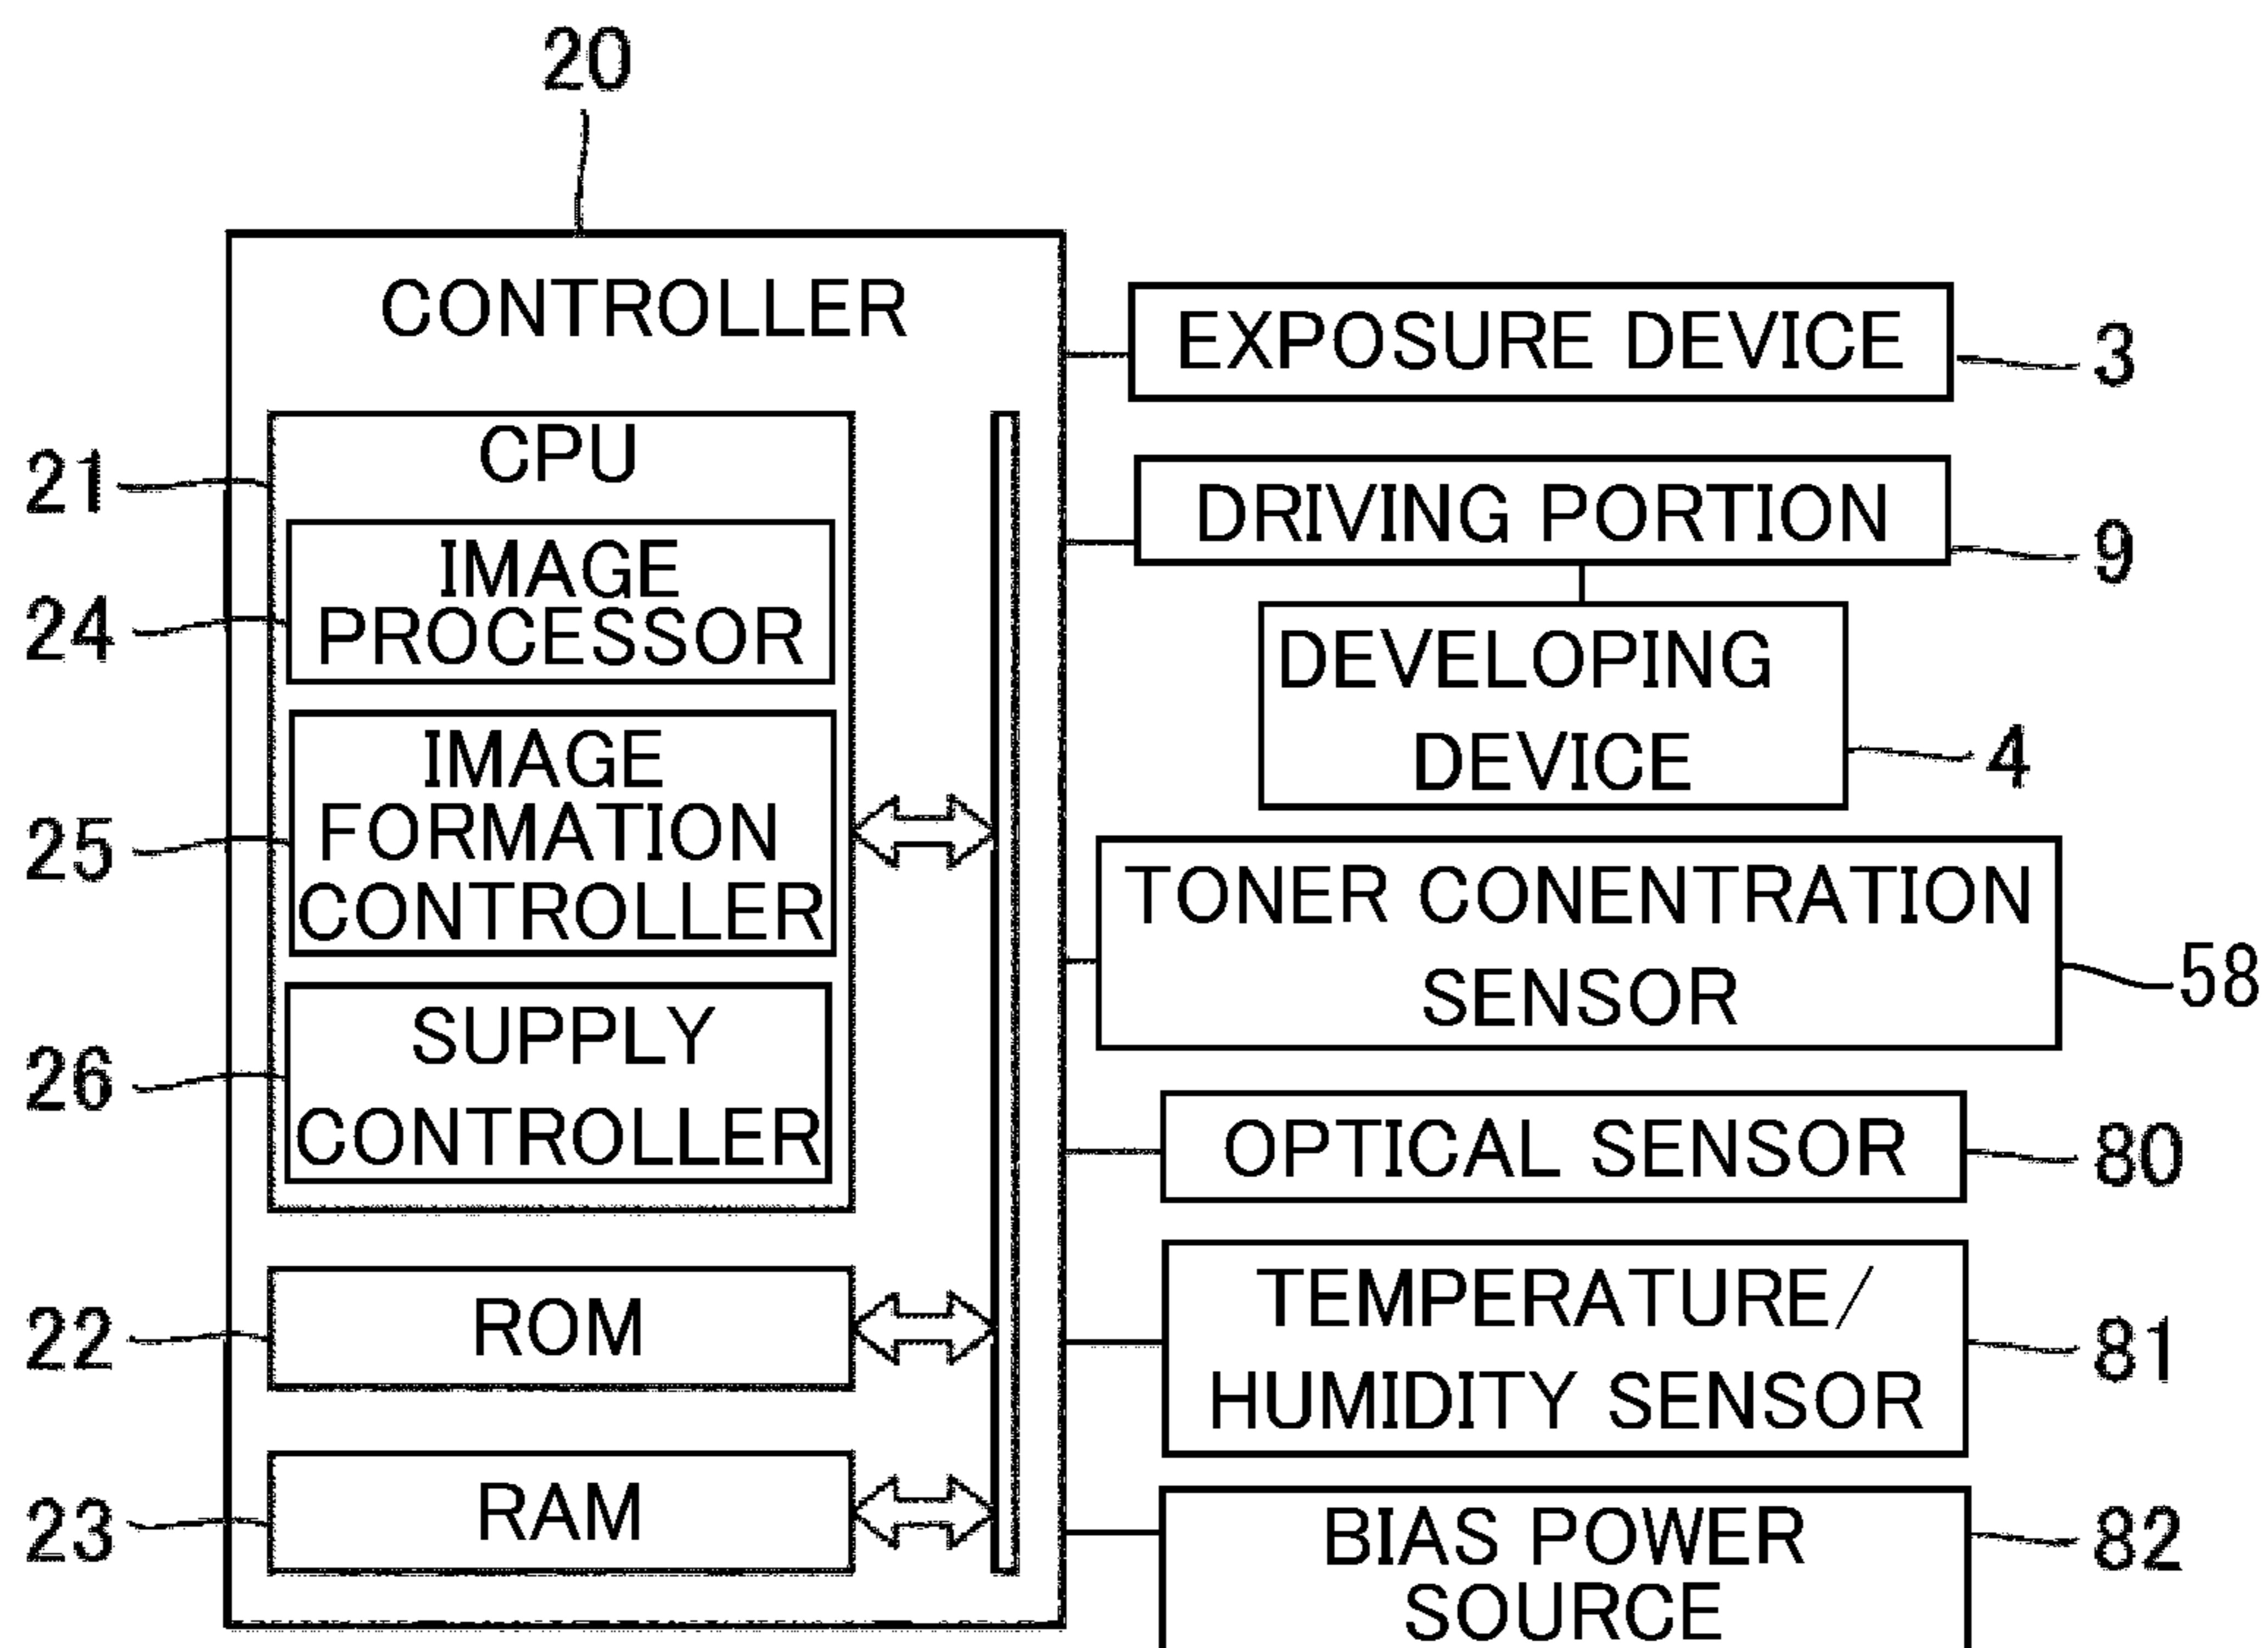 20
CONTROLLER
21
CPU
24
IMAGE
PROCESSOR
25
IMAGE
FORMATION
CONTROLLER
26
SUPPLY
CONTROLLER
22
ROM
23
RAM
EXPOSURE DEVICE
3
DRIVING PORTION
9
DEVELOPING
DEVICE
4
TONER CONENTRATION
SENSOR
58
OPTICAL SENSOR
80
TEMPERATURE/
HUMIDITY SENSOR
81
BIAS POWER
SOURCE
82